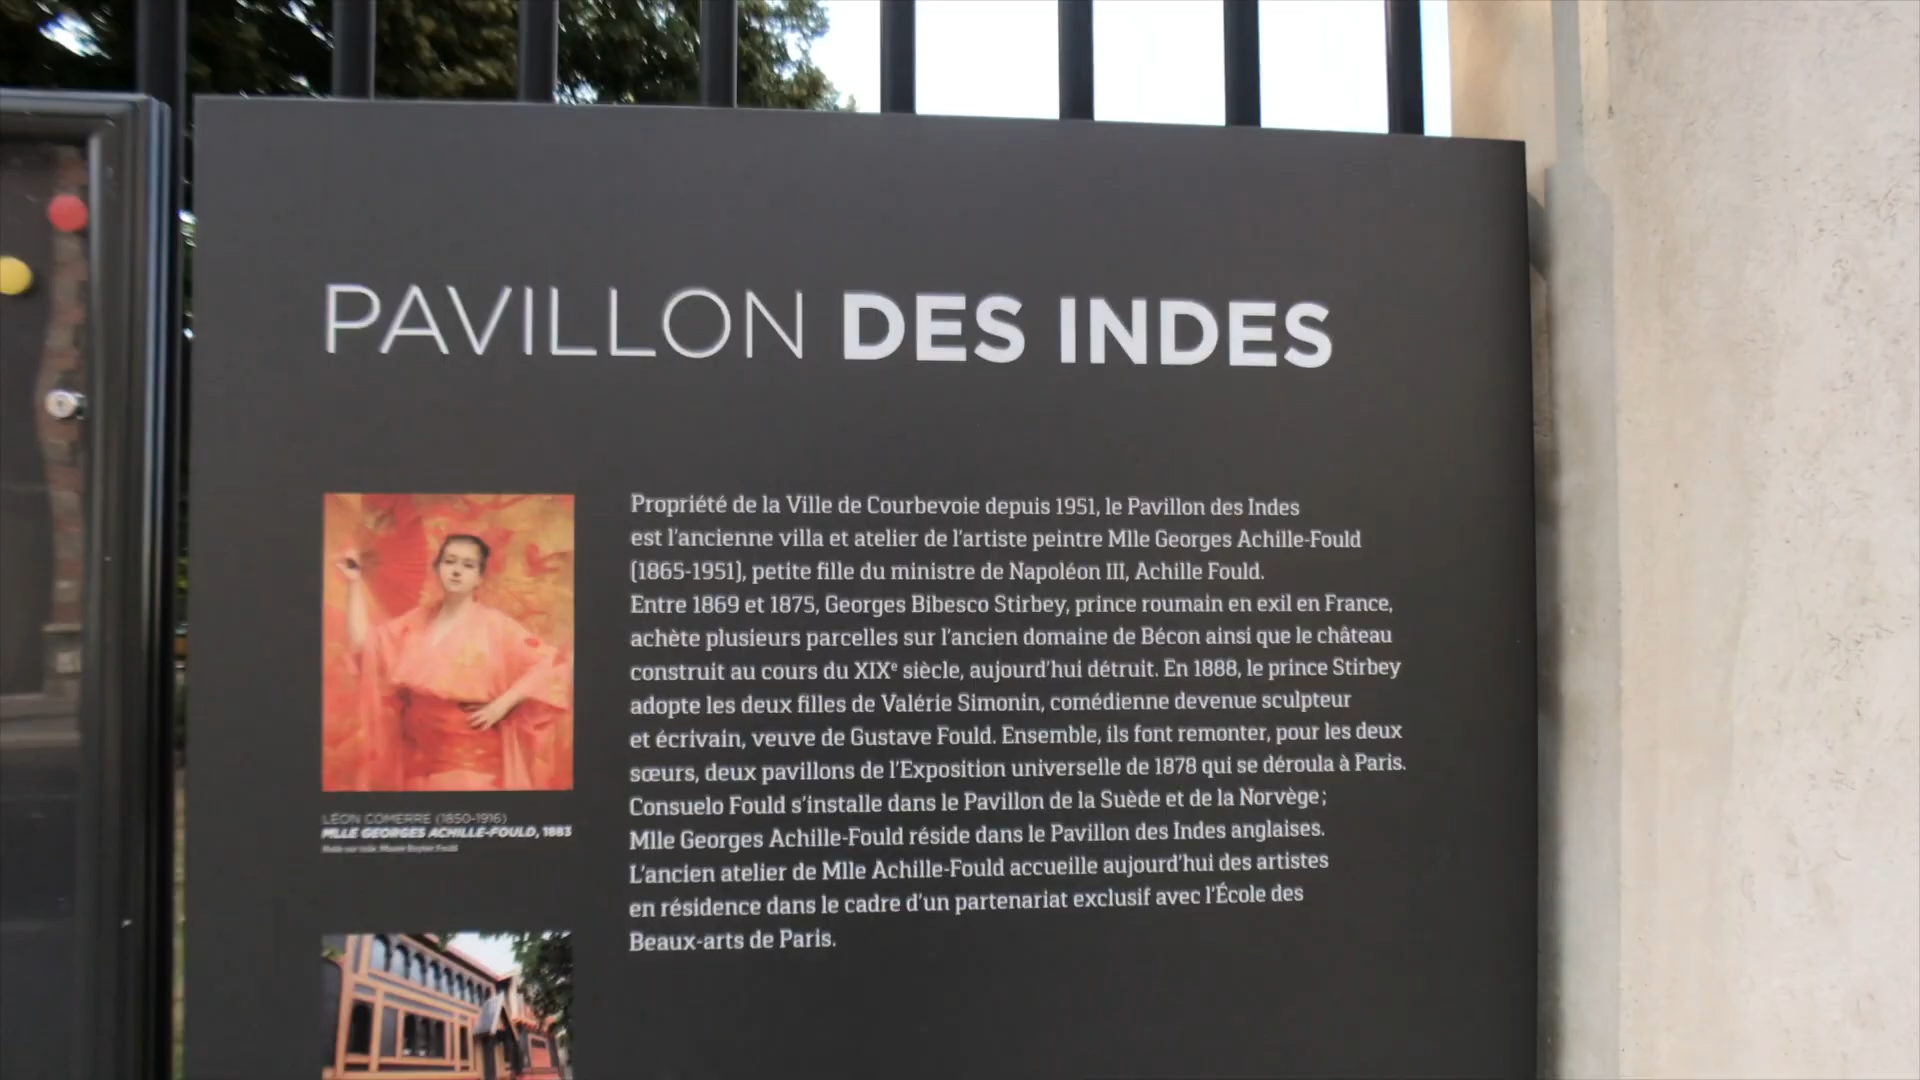 PAVILLON DES INDES
LÉON COMERRE (1850-1916)
MLLE GEORGES ACHILLE-FOULD, 1883
Propriété de la Ville de Courbevoie depuis 1951, le Pavillon des Indes
est l'ancienne villa et atelier de l'artiste peintre Mlle Georges Achille-Fould
(1865-1951), petite fille du ministre de Napoléon III, Achille Fould.
Entre 1869 et 1875, Georges Bibesco Stirbey, prince roumain en exil en France,
achète plusieurs parcelles sur l'ancien domaine de Bécon ainsi que le château
construit au cours du XIXᵉ siècle, aujourd'hui détruit. En 1888, le prince Stirbey
adopte les deux filles de Valérie Simonin, comédienne devenue sculpteur
et écrivain, veuve de Gustave Fould. Ensemble, ils font remonter, pour les deux
sœurs, deux pavillons de l'Exposition universelle de 1878 qui se déroula à Paris.
Consuelo Fould s'installe dans le Pavillon de la Suède et de la Norvège ;
Mlle Georges Achille-Fould réside dans le Pavillon des Indes anglaises.
L'ancien atelier de Mlle Achille-Fould accueille aujourd'hui des artistes
en résidence dans le cadre d'un partenariat exclusif avec l'École des
Beaux-arts de Paris.